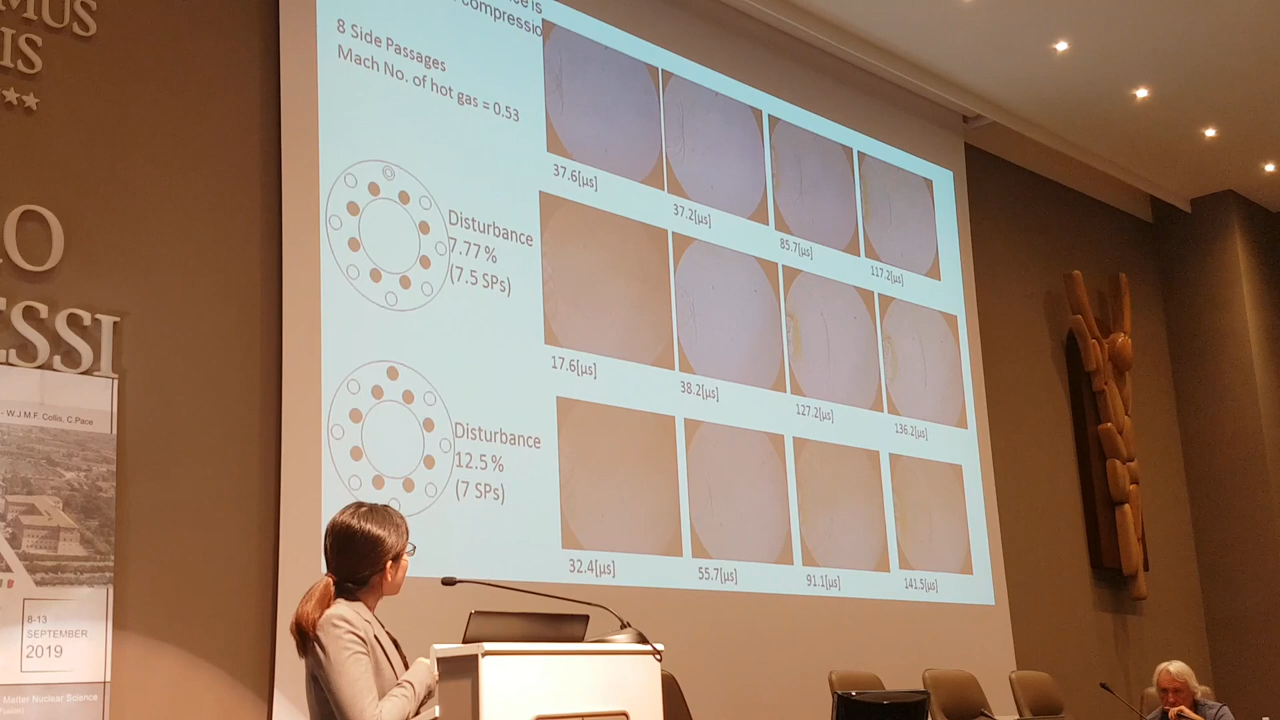 MUS
IS
O
ESSI
- W.J.M.F. Collis, C Pace
8-13
SEPTEMBER
2019
Matter Nuclear Science
is
compressio
8 Side Passages
Mach No. of hot gas = 0.53
37.6[μs]
37.2[μs]
85.7[μs]
117.2[μs]
Disturbance
7.77 %
(7.5 SPs)
17.6[μs]
38.2[μs]
127.2[μs]
136.2[μs]
Disturbance
12.5 %
(7 SPs)
32.4[μs]
55.7[μs]
91.1[μs]
141.5[μs]